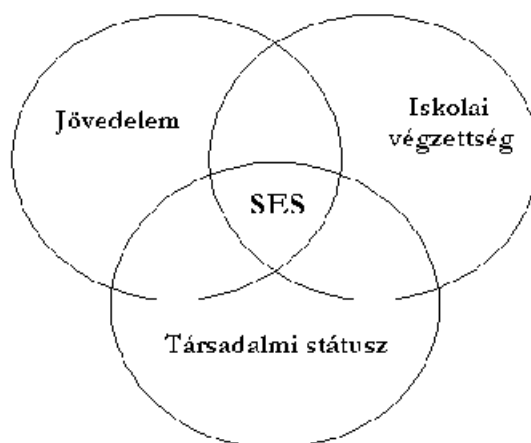 Jövedelem
Iskolai
végzettség
SES
Társadalmi státusz